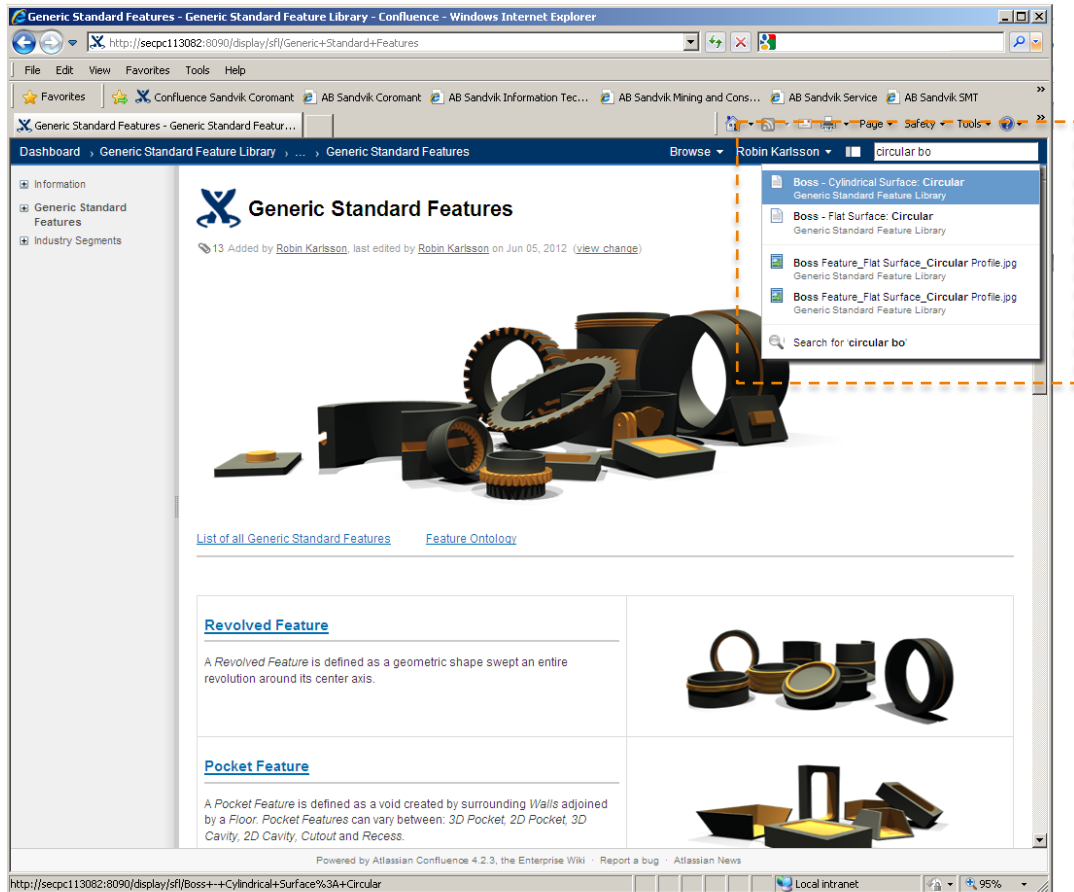 Generic Standard Features - Generic Standard Feature Library - Confluence - Windows Internet Explorer
http://secpc113082:8090/display/sfl/Generic+Standard+Features
File Edit View Favorites Tools Help
Favorites Confluence Sandvik Coromant AB Sandvik Coromant AB Sandvik Information Tec... AB Sandvik Mining and Cons... AB Sandvik Service AB Sandvik SMT »
Generic Standard Features - Generic Standard Featur... Page Safety Tools »
Dashboard › Generic Standard Feature Library › ... › Generic Standard Features Browse Robin Karlsson circular bo
Information
Generic Standard
Features
Industry Segments
Generic Standard Features
13 Added by Robin Karlsson, last edited by Robin Karlsson on Jun 05, 2012 (view change)
Boss - Cylindrical Surface: Circular
Generic Standard Feature Library
Boss - Flat Surface: Circular
Generic Standard Feature Library
Boss Feature_Flat Surface_Circular Profile.jpg
Generic Standard Feature Library
Boss Feature_Flat Surface_Circular Profile.jpg
Generic Standard Feature Library
Search for 'circular bo'
List of all Generic Standard Features Feature Ontology
Revolved Feature
A Revolved Feature is defined as a geometric shape swept an entire
revolution around its center axis.
Pocket Feature
A Pocket Feature is defined as a void created by surrounding Walls adjoined
by a Floor. Pocket Features can vary between: 3D Pocket, 2D Pocket, 3D
Cavity, 2D Cavity, Cutout and Recess.
Powered by Atlassian Confluence 4.2.3, the Enterprise Wiki · Report a bug · Atlassian News
http://secpc113082:8090/display/sfl/Boss+-+Cylindrical+Surface%3A+Circular Local intranet 95%